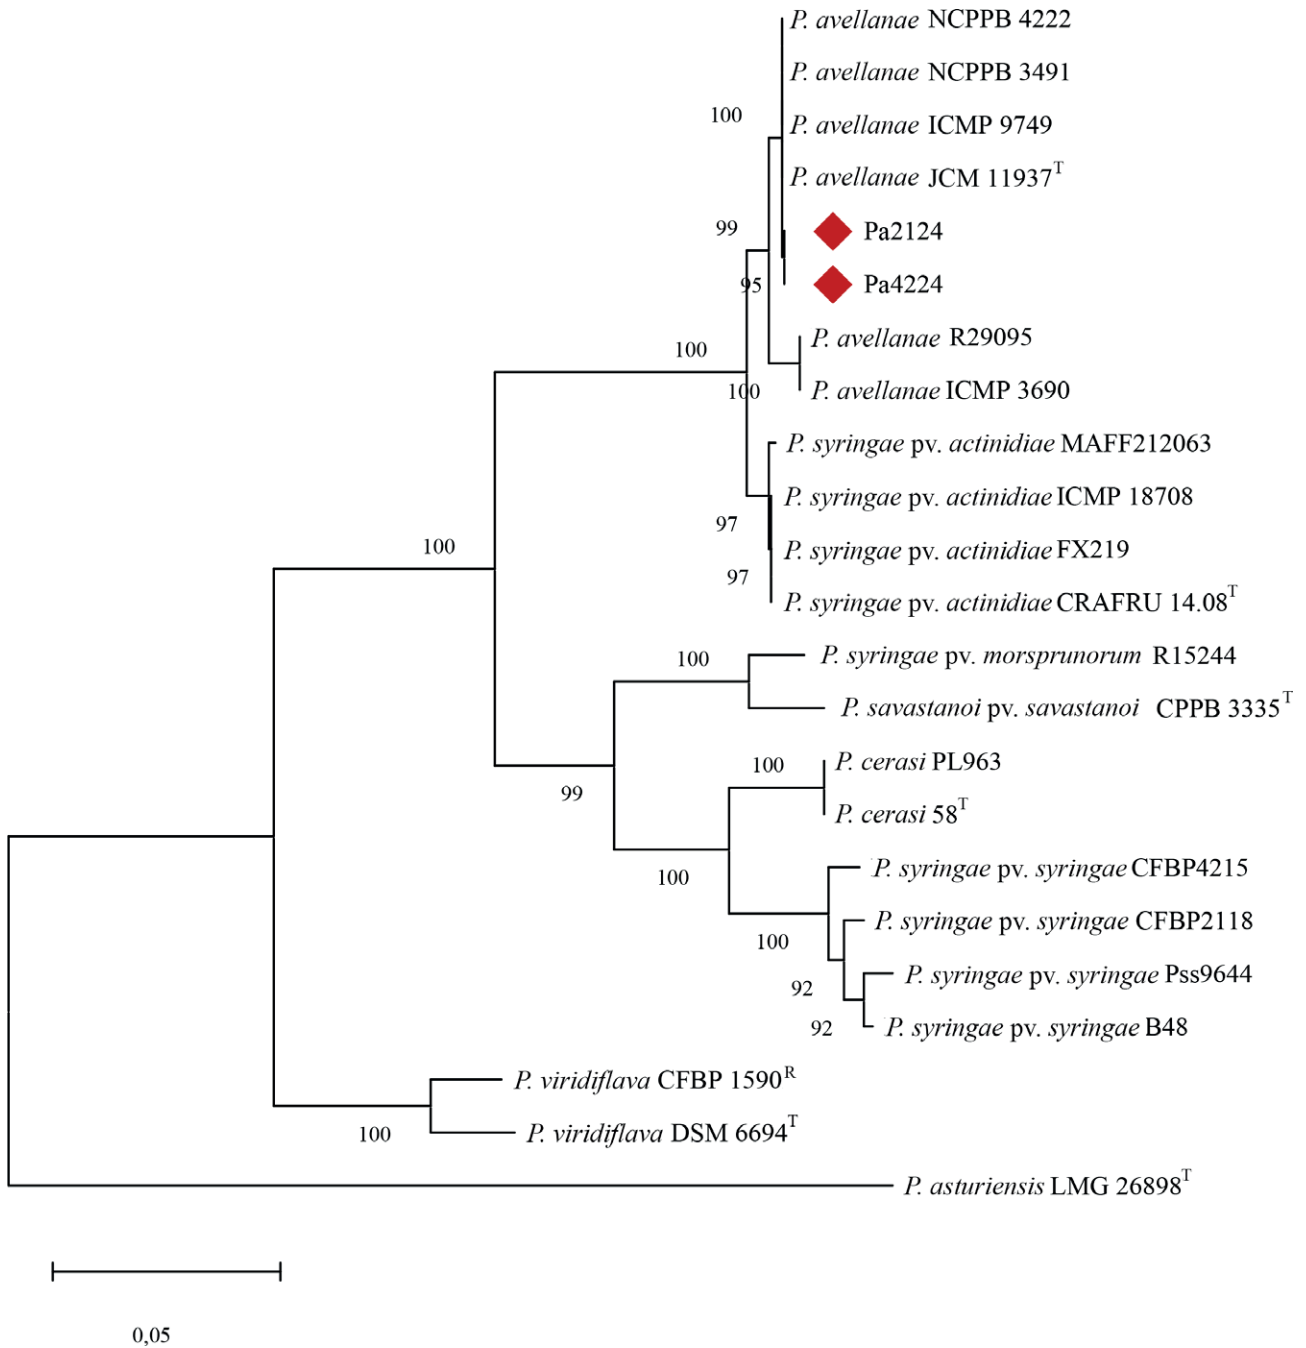 P. avellanae NCPPB 4222
P. avellanae NCPPB 3491
100
P. avellanae ICMP 9749
P. avellanae JCM 11937T
99
Pa2124
95
Pa4224
P. avellanae R29095
100
100
P. avellanae ICMP 3690
P. syringae pv. actinidiae MAFF212063
P. syringae pv. actinidiae ICMP 18708
97
100
P. syringae pv. actinidiae FX219
97
P. syringae pv. actinidiae CRAFRU 14.08T
100
P. syringae pv. morsprunorum R15244
P. savastanoi pv. savastanoi CPPB 3335T
100
P. cerasi PL963
99
P. cerasi 58T
P. syringae pv. syringae CFBP4215
100
P. syringae pv. syringae CFBP2118
100
P. syringae pv. syringae Pss9644
92
P. syringae pv. syringae B48
92
P. viridiflava CFBP 1590R
100
P. viridiflava DSM 6694T
P. asturiensis LMG 26898T
0,05